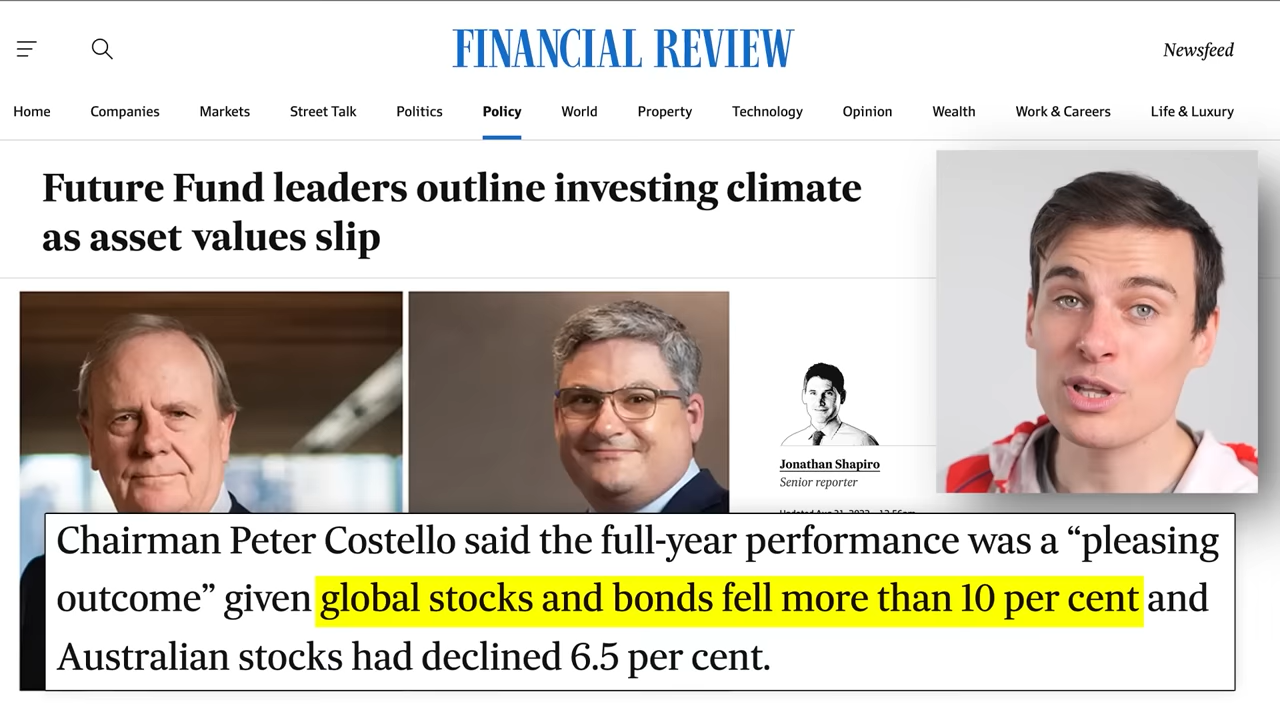 FINANCIAL REVIEW
Newsfeed
Home Companies Markets Street Talk Politics Policy World Property Technology Opinion Wealth Work & Careers Life & Luxury
Future Fund leaders outline investing climate
as asset values slip
Jonathan Shapiro
Senior reporter
Chairman Peter Costello said the full-year performance was a “pleasing
outcome” given global stocks and bonds fell more than 10 per cent and
Australian stocks had declined 6.5 per cent.